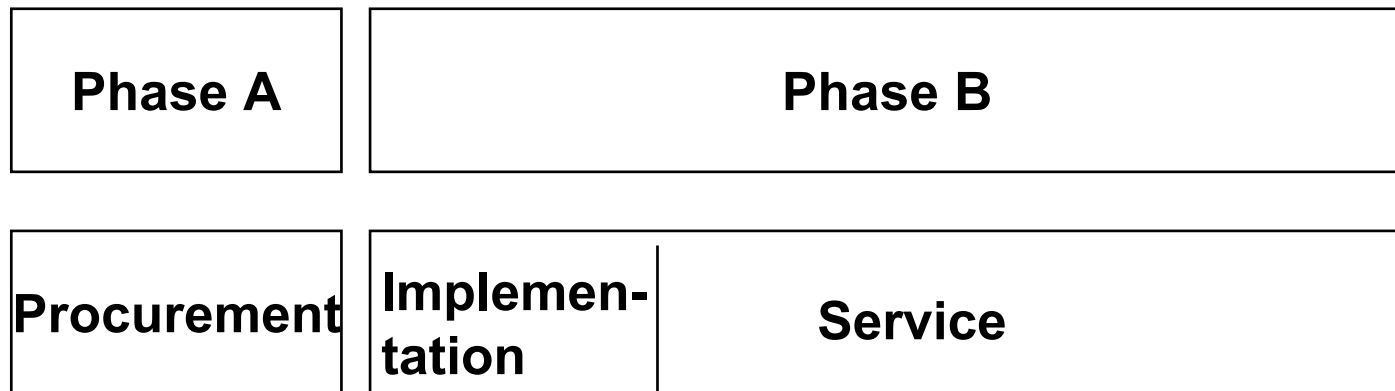 Phase A
Phase B
Procurement
Implemen-
tation
Service